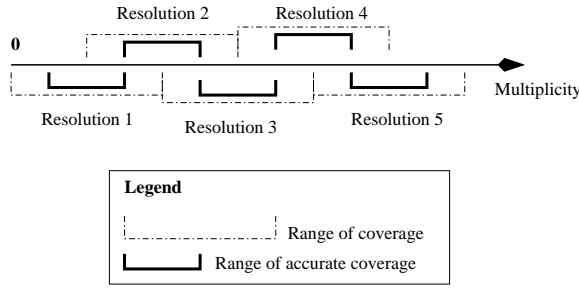 Resolution 2
Resolution 4
0
Multiplicity
Resolution 1
Resolution 3
Resolution 5
Legend
Range of coverage
Range of accurate coverage